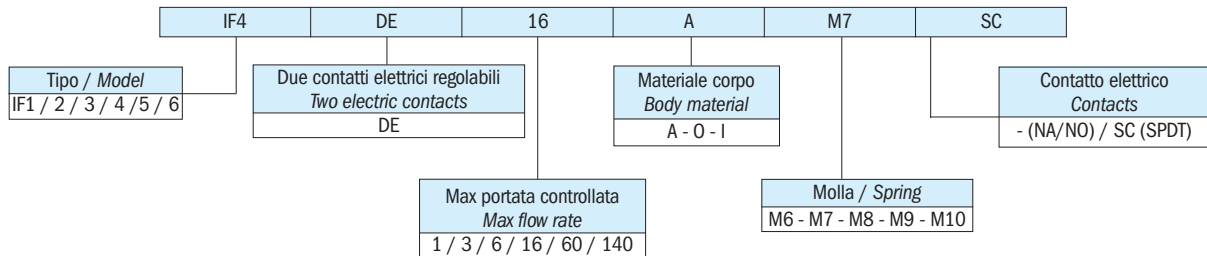 IF4 DE 16 A M7 SC
Tipo / Model
IF1 / 2 / 3 / 4 /5 / 6
Due contatti elettrici regolabili
Two electric contacts
DE
Materiale corpo
Body material
A - O - I
Contatto elettrico
Contacts
- (NA/NO) / SC (SPDT)
Max portata controllata
Max flow rate
1 / 3 / 6 / 16 / 60 / 140
Molla / Spring
M6 - M7 - M8 - M9 - M10